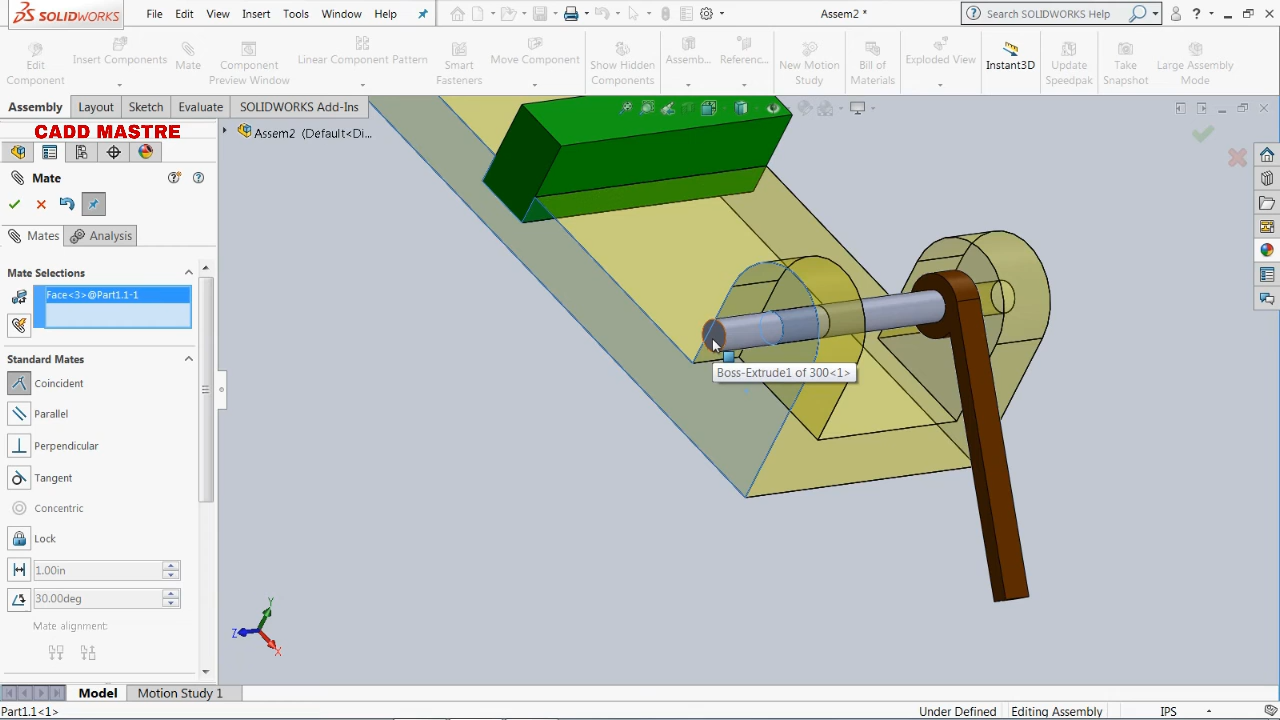 SOLIDWORKS
File Edit View Insert Tools Window Help
Assem2 *
Search SOLIDWORKS Help
Edit Component
Insert Components
Mate
Component Preview Window
Linear Component Pattern
Smart Fasteners
Move Component
Show Hidden Components
Assemb...
Referenc...
New Motion Study
Bill of Materials
Exploded View
Instant3D
Update Speedpak
Take Snapshot
Large Assembly Mode
Assembly Layout Sketch Evaluate SOLIDWORKS Add-Ins
CADD MASTRE
Assem2 (Default<Di...
Mate
Mates Analysis
Mate Selections
Face<3>@Part1.1-1
Standard Mates
Coincident
Parallel
Perpendicular
Tangent
Concentric
Lock
1.00in
30.00deg
Mate alignment:
Boss-Extrude1 of 300<1>
Y
Z
X
Model Motion Study 1
Part1.1<1>
Under Defined Editing Assembly IPS